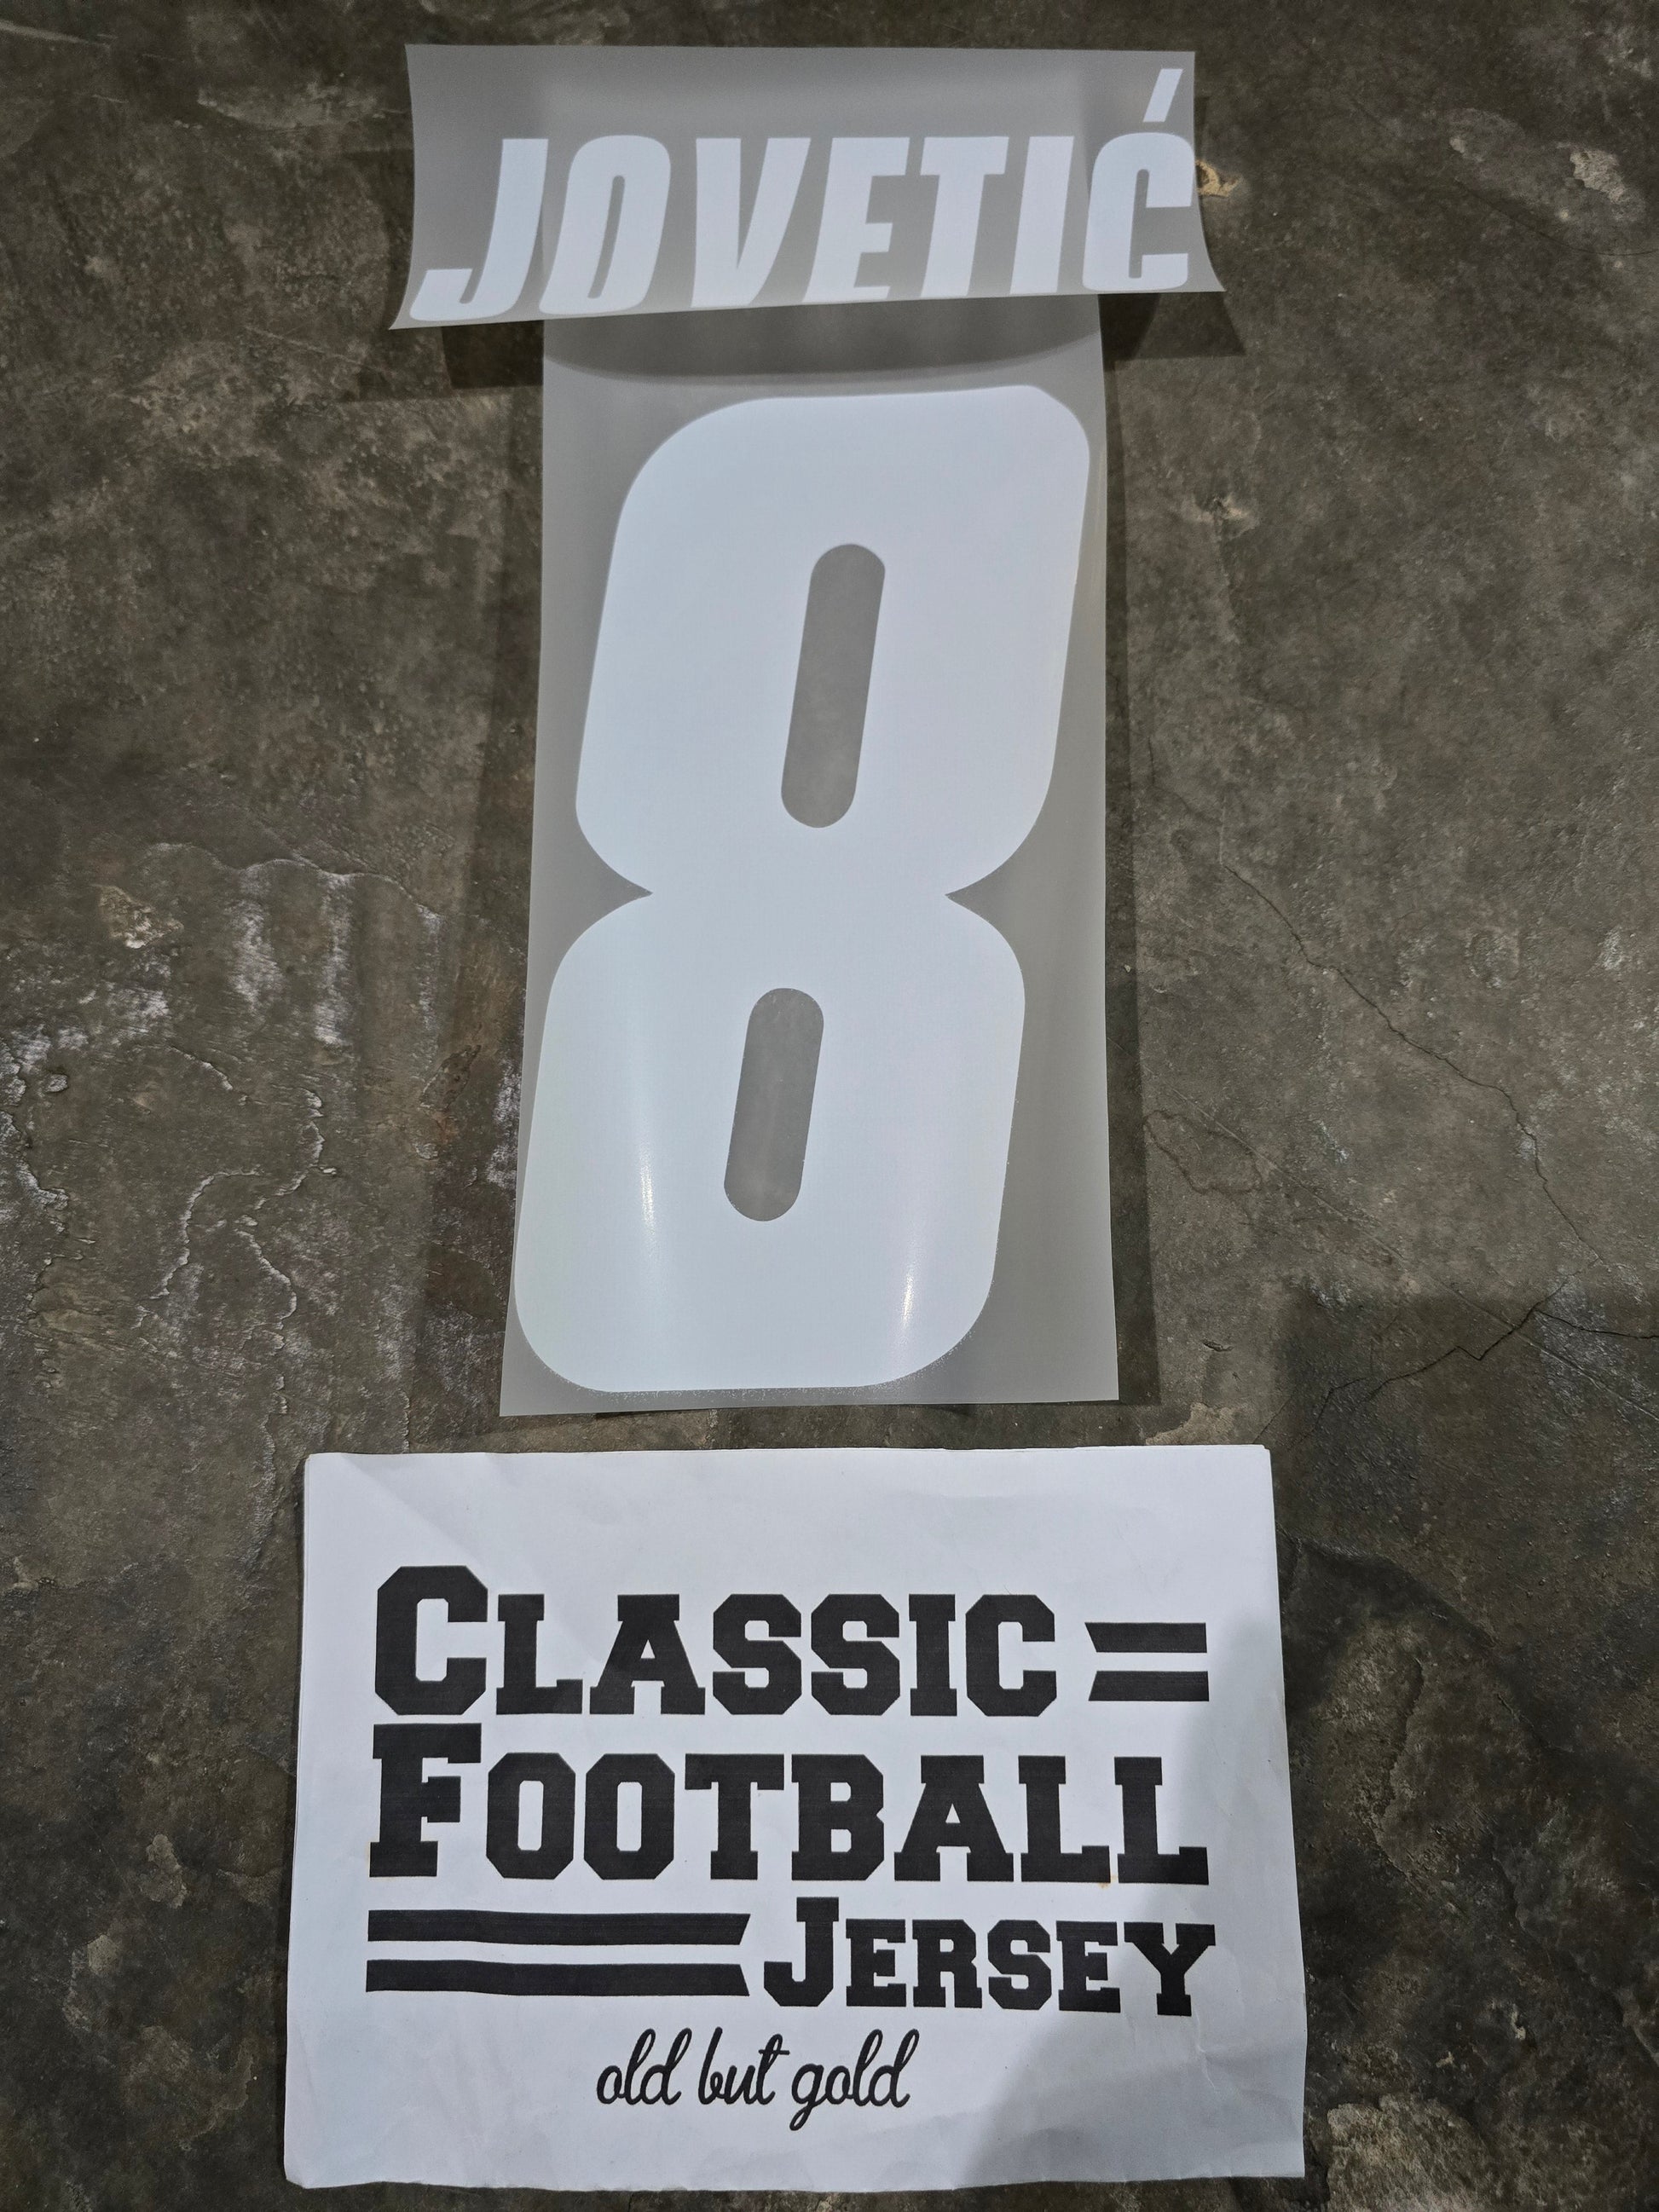 JOVETIĆ
8
CLASSIC
FOOTBALL
JERSEY
old but gold